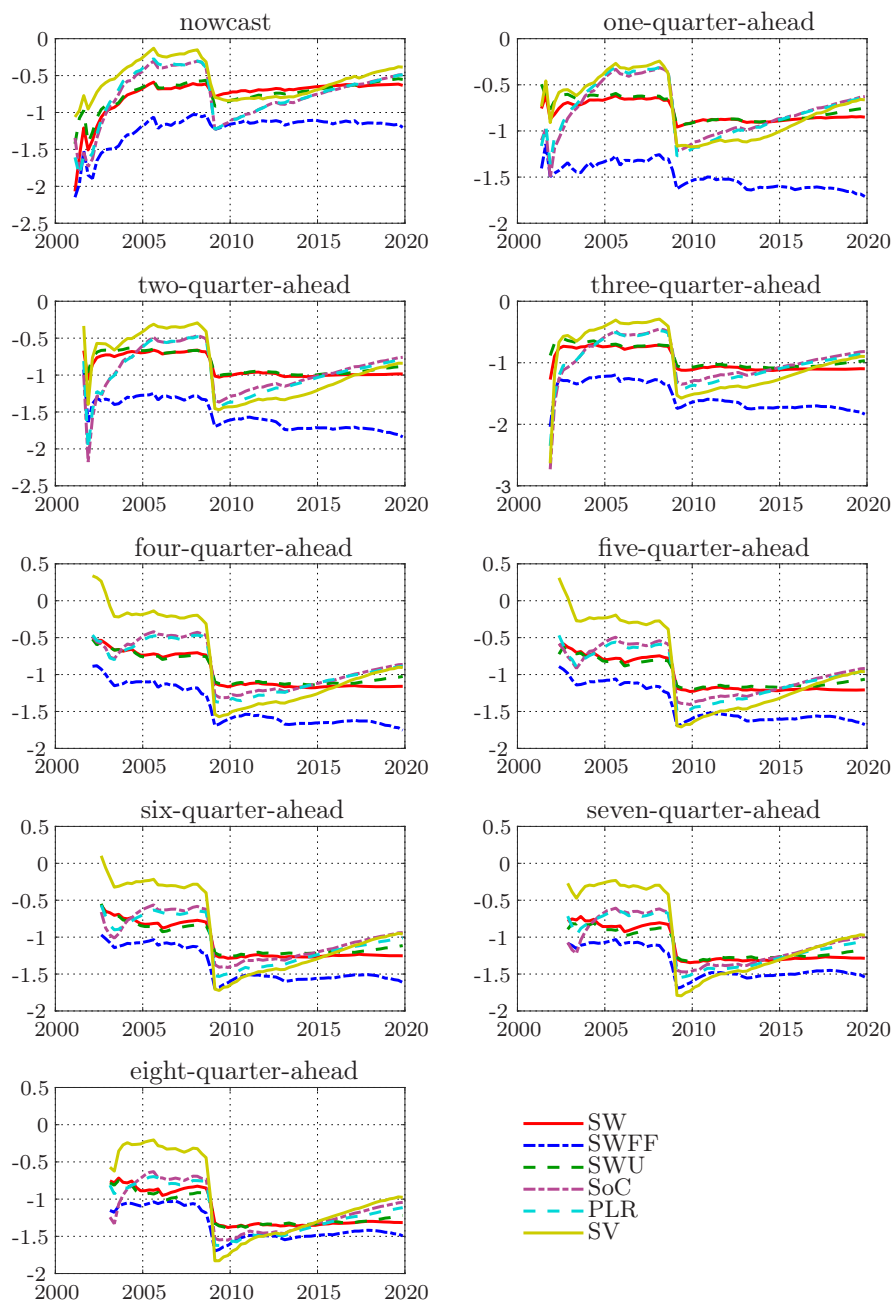 nowcast
0
-0.5
-1
-1.5
-2
-2.5
2000 2005 2010 2015 2020
one-quarter-ahead
0
-0.5
-1
-1.5
-2
2000 2005 2010 2015 2020
two-quarter-ahead
0
-0.5
-1
-1.5
-2
-2.5
2000 2005 2010 2015 2020
three-quarter-ahead
0
-1
-2
-3
2000 2005 2010 2015 2020
four-quarter-ahead
0.5
0
-0.5
-1
-1.5
-2
2000 2005 2010 2015 2020
five-quarter-ahead
0.5
0
-0.5
-1
-1.5
-2
2000 2005 2010 2015 2020
six-quarter-ahead
0.5
0
-0.5
-1
-1.5
-2
2000 2005 2010 2015 2020
seven-quarter-ahead
0.5
0
-0.5
-1
-1.5
-2
2000 2005 2010 2015 2020
eight-quarter-ahead
0.5
0
-0.5
-1
-1.5
-2
2000 2005 2010 2015 2020
SW
SWFF
SWU
SoC
PLR
SV